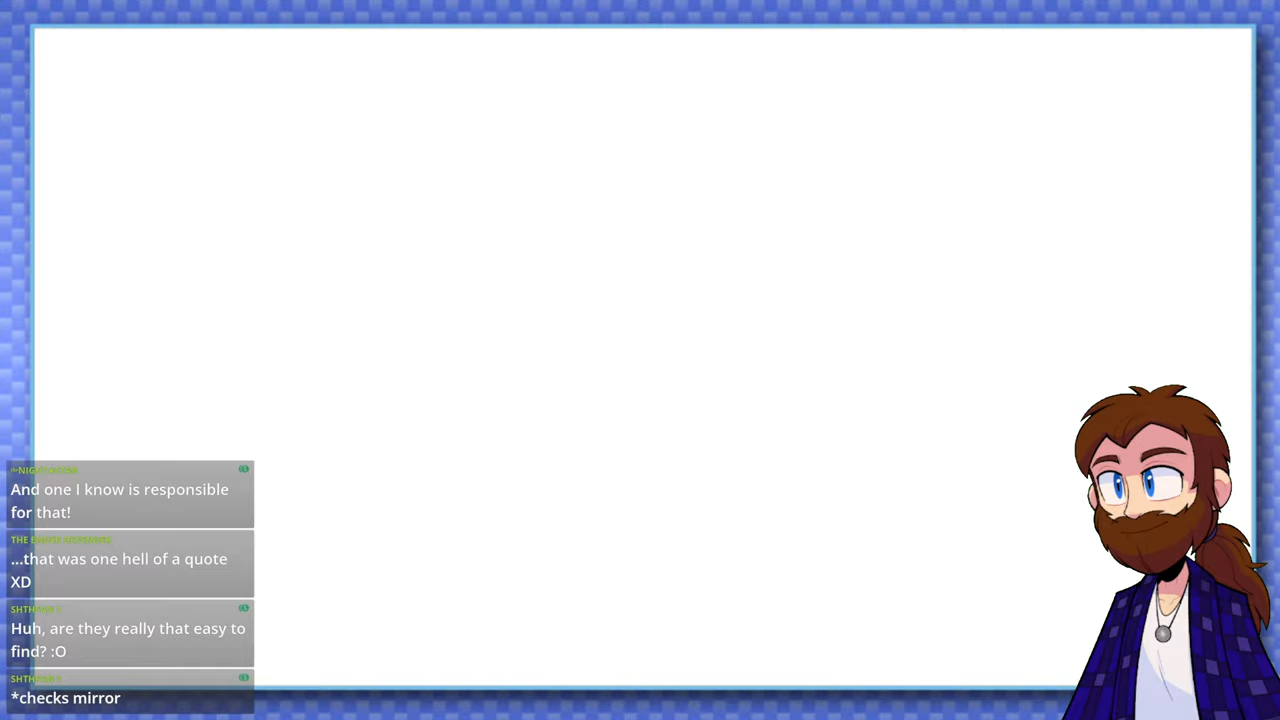 And one I know is responsible
for that!
...that was one hell of a quote
XD
Huh, are they really that easy to
find? :O
*checks mirror